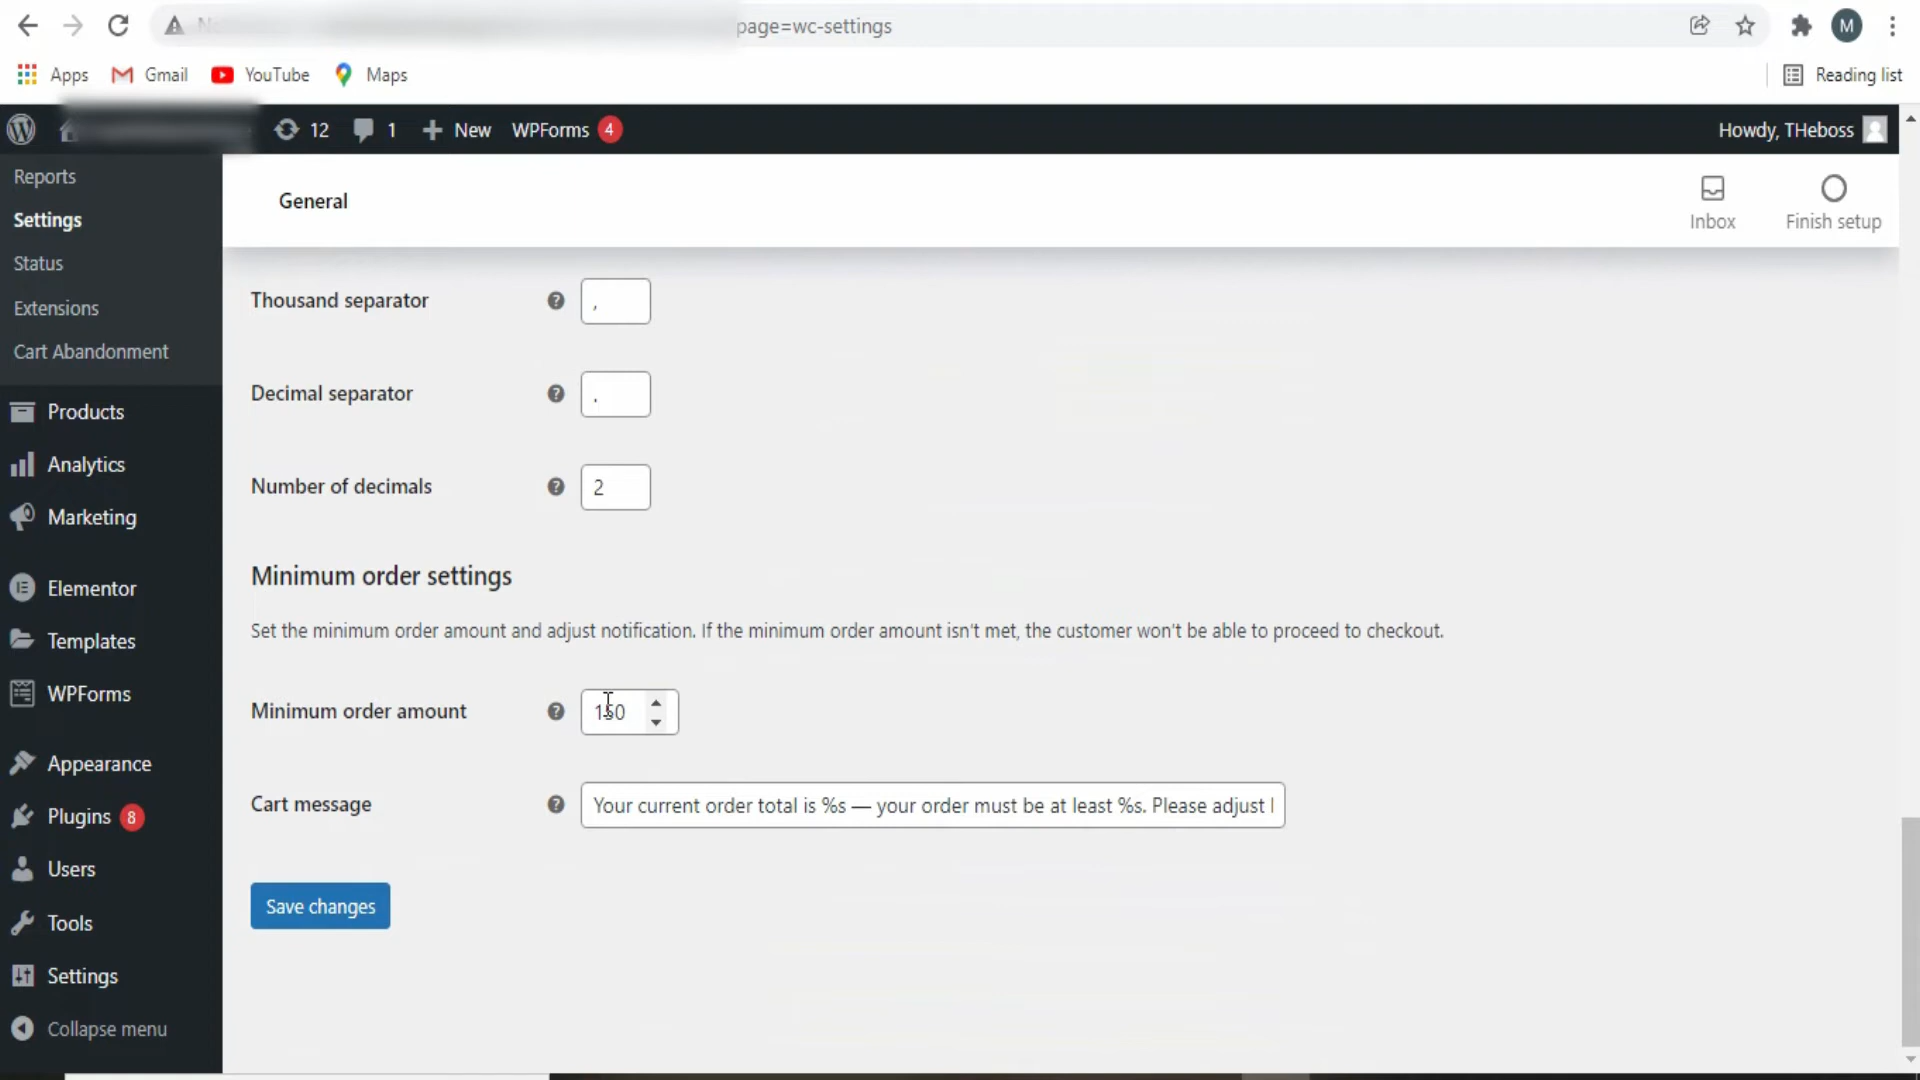 page=wc-settings
Apps Gmail YouTube Maps Reading list
12 1 New WPForms 4 Howdy, THeboss
M
Reports
Settings
Status
Extensions
Cart Abandonment
Products
Analytics
Marketing
Elementor
Templates
WPForms
Appearance
Plugins 8
Users
Tools
Settings
Collapse menu
General
Inbox
Finish setup
Thousand separator ? ,
Decimal separator ? .
Number of decimals ? 2
Minimum order settings
Set the minimum order amount and adjust notification. If the minimum order amount isn't met, the customer won't be able to proceed to checkout.
Minimum order amount ? 150
Cart message ? Your current order total is %s — your order must be at least %s. Please adjust
Save changes